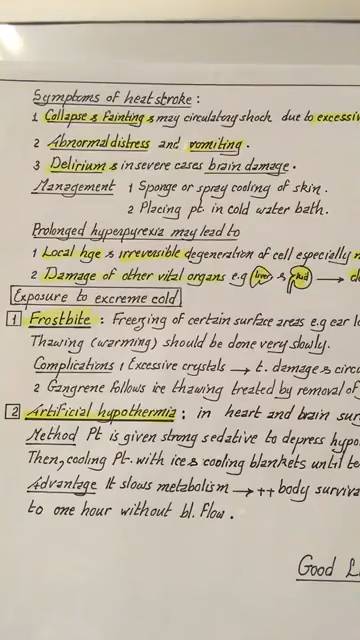 Symptoms of heatstroke :
1 Collapse & fainting & may circulatory shock due to excessiv
2 Abnormal distress and vomiting .
3 Delirium & in severe cases brain damage .
Management 1 Sponge or spray cooling of skin .
2 Placing pt. in cold water bath .
Prolonged hyperpyrexia may lead to
1 Local hge & irreversible degeneration of cell especially n
2 Damage of other vital organs e.g liver & kid →
Exposure to excreme cold
1 Frostbite : Freezing of certain surface areas e.g ear lo
Thawing (warming) should be done very slowly.
Complications 1 Excessive crystals → t. damage & circu
2 Gangrene follows ice thawing treated by removal of
2 Artificial hypothermia : in heart and brain sur
Method Pt is given strong sedative to depress hypo
Then, cooling Pt. with ice & cooling blankets until te
Advantage It slows metabolism → ++ body surviva
to one hour without bl. flow .
Good L